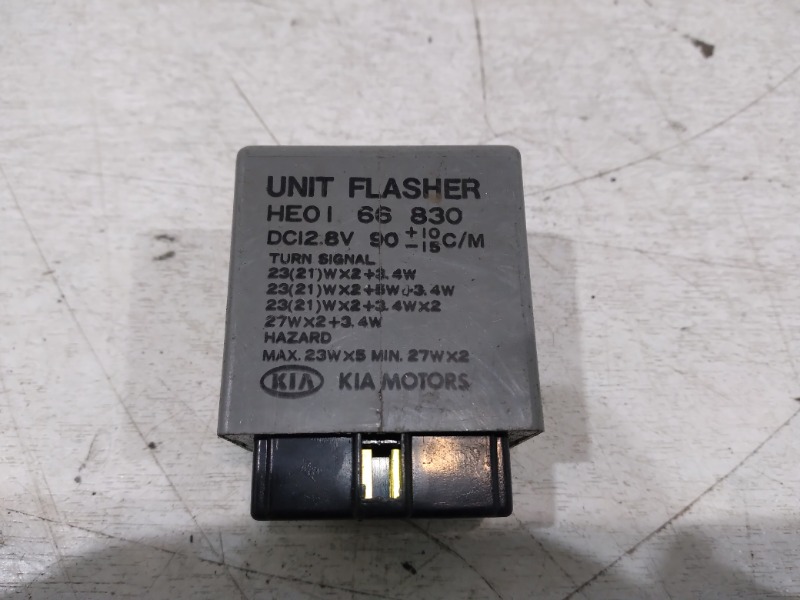 UNIT FLASHER
HE01 66 830
DC12.8V 90 +10 -15 C/M
TURN SIGNAL
23(21)W×2+3.4W
23(21)W×2+5W+3.4W
23(21)W×2+3.4W×2
27W×2+3.4W
HAZARD
MAX. 23W×5 MIN. 27W×2
KIA KIA MOTORS